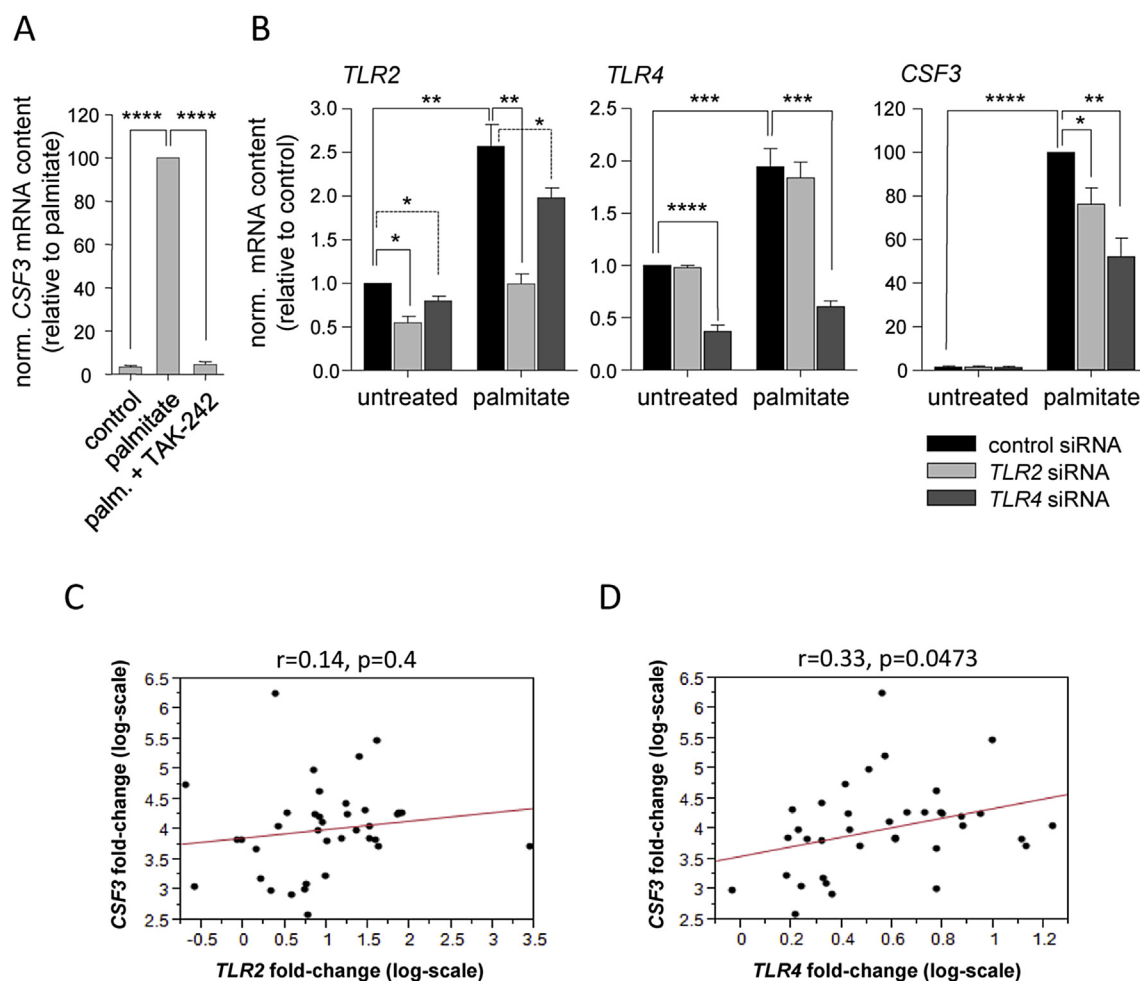 A
norm. CSF3 mRNA content
(relative to palmitate)
120
100
80
60
40
20
0
****
****
control
palmitate
palm. + TAK-242
B
norm. mRNA content
(relative to control)
TLR2
3.0
2.5
2.0
1.5
1.0
0.5
0.0
**
**
*
*
*
untreated
palmitate
TLR4
2.5
2.0
1.5
1.0
0.5
0.0
***
***
****
untreated
palmitate
CSF3
120
100
80
60
40
20
0
****
**
*
untreated
palmitate
control siRNA
TLR2 siRNA
TLR4 siRNA
C
r=0.14, p=0.4
CSF3 fold-change (log-scale)
6.5
6
5.5
5
4.5
4
3.5
3
2.5
-0.5
0
0.5
1
1.5
2
2.5
3
3.5
TLR2 fold-change (log-scale)
D
r=0.33, p=0.0473
CSF3 fold-change (log-scale)
6.5
6
5.5
5
4.5
4
3.5
3
2.5
0
0.2
0.4
0.6
0.8
1
1.2
TLR4 fold-change (log-scale)